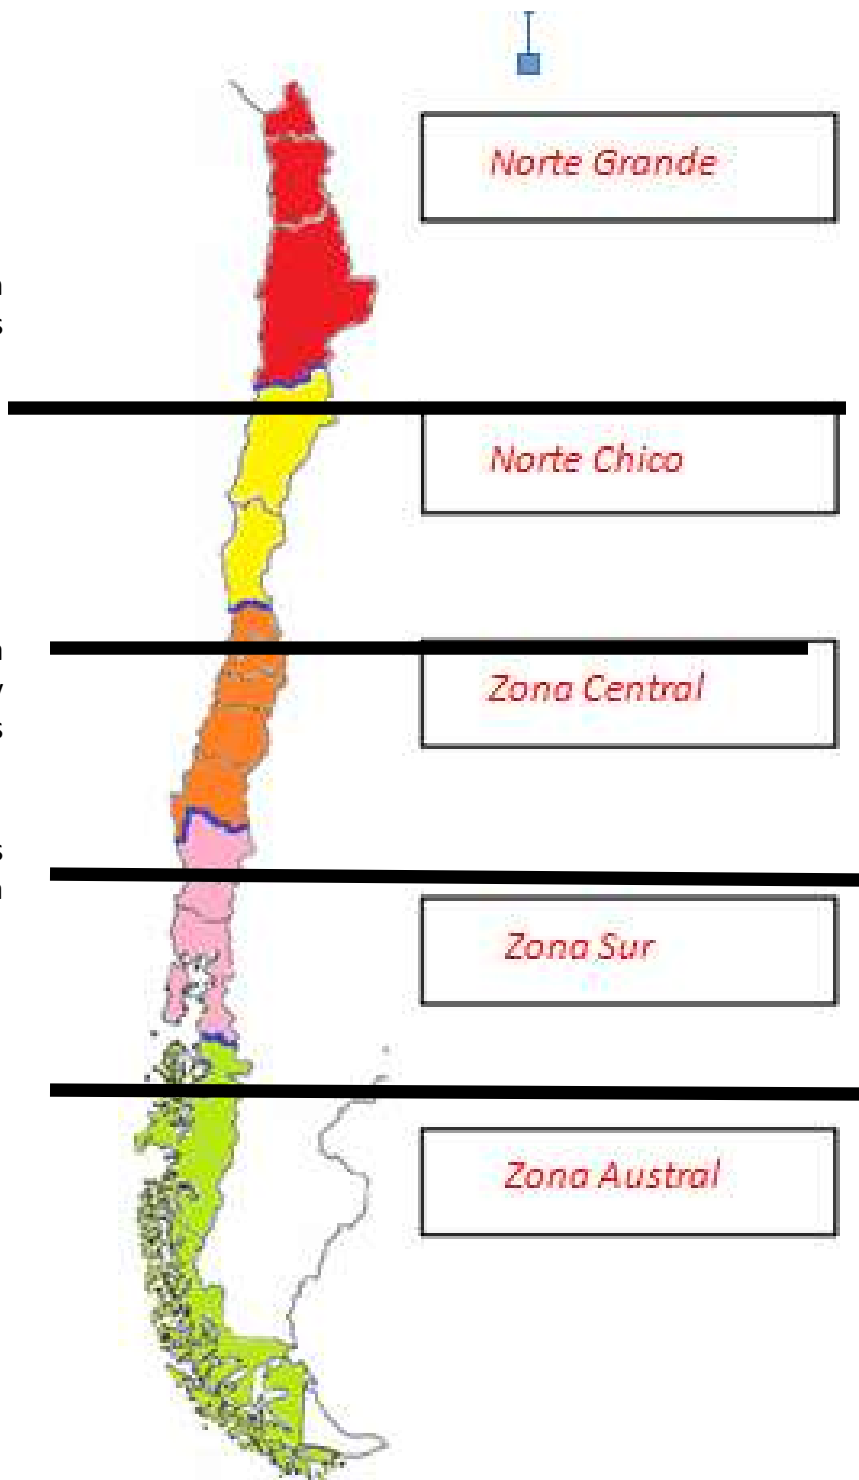 n
s
Norte Grande
Norte Chico
n
y
s
Zona Central
s
n
Zona Sur
Zona Austral